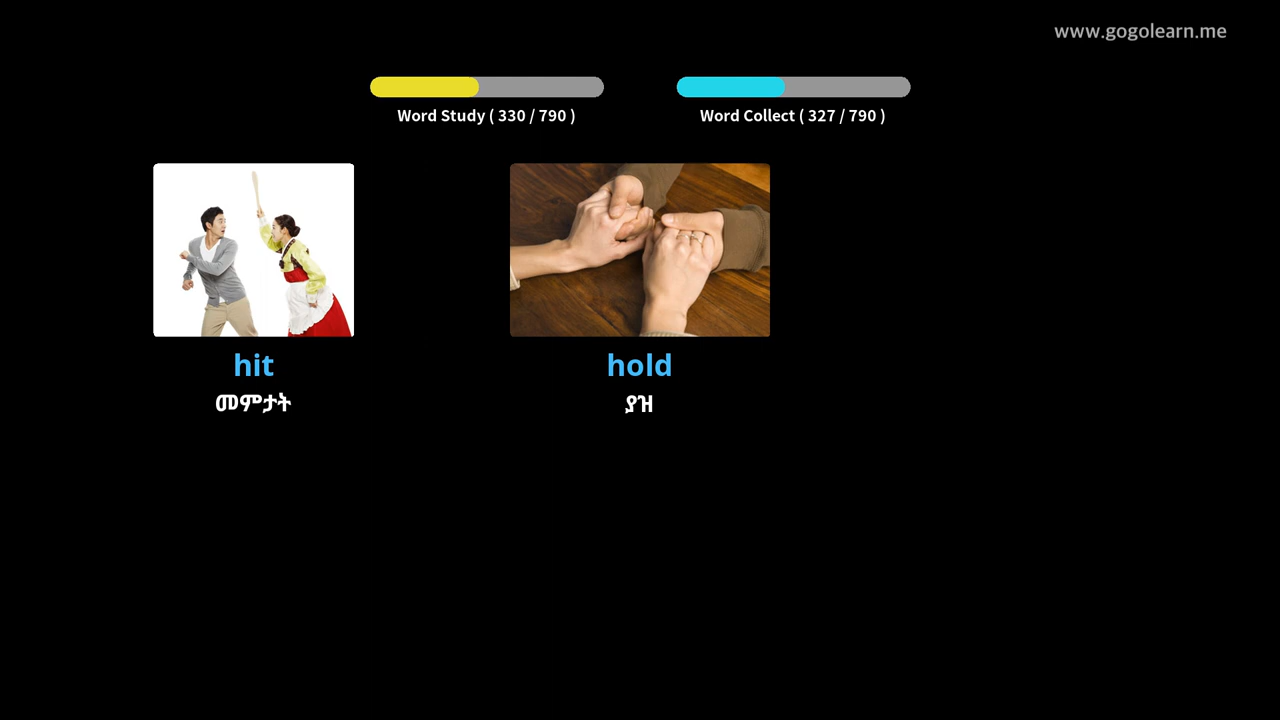 www.gogolearn.me
Word Study ( 330 / 790 )
Word Collect ( 327 / 790 )
hit
መምታት
hold
ያዝ